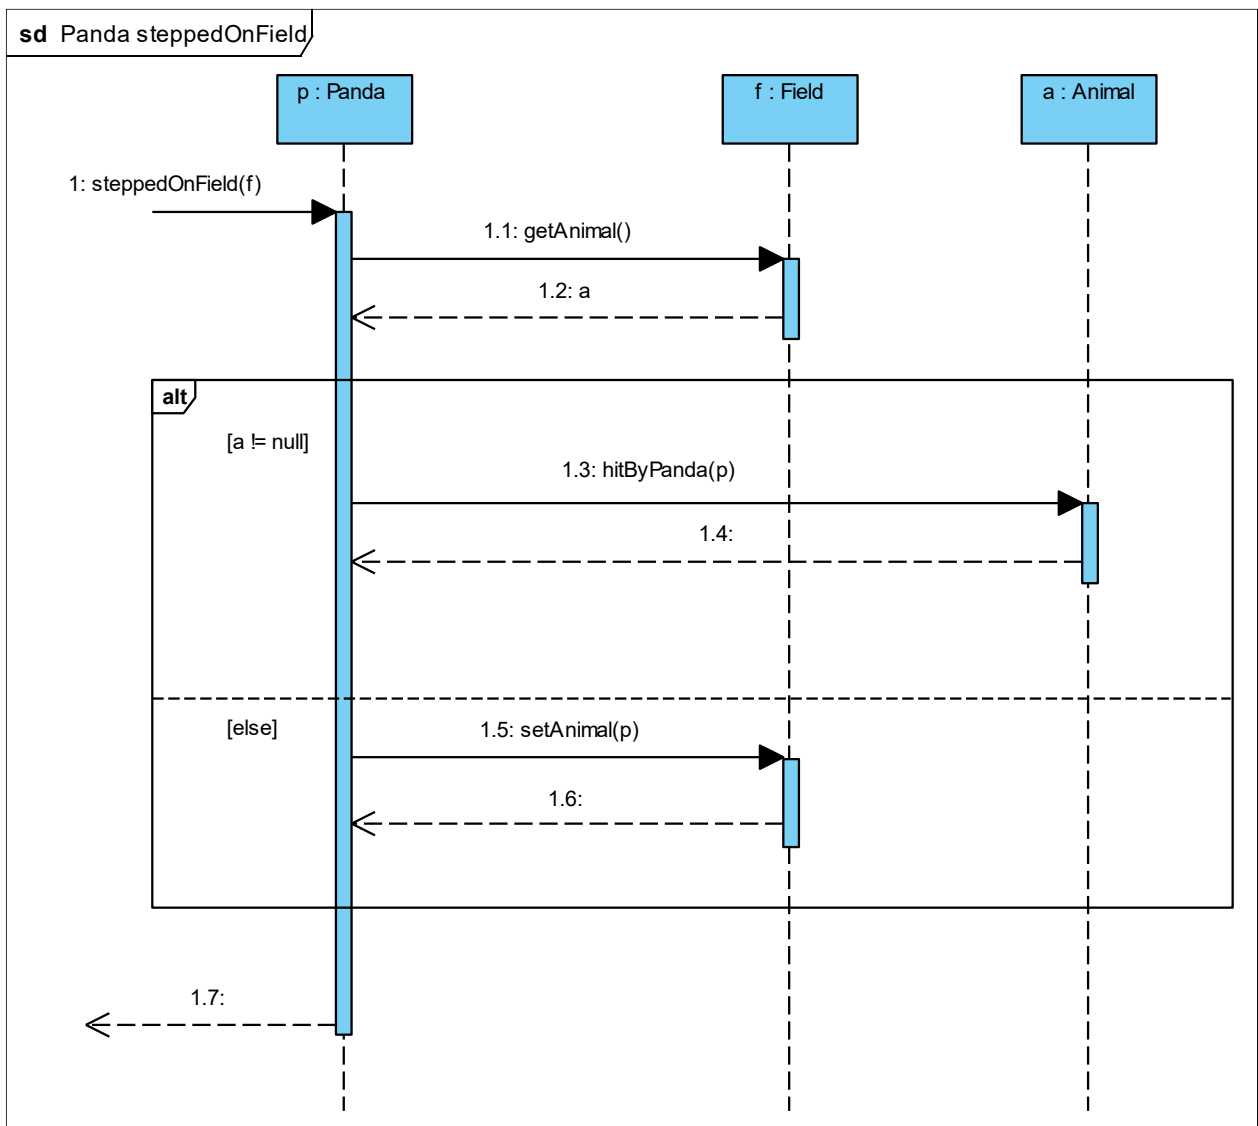 sd Panda steppedOnField
p : Panda
f : Field
a : Animal
1: steppedOnField(f)
1.1: getAnimal()
1.2: a
alt
[a != null]
1.3: hitByPanda(p)
1.4:
[else]
1.5: setAnimal(p)
1.6:
1.7: